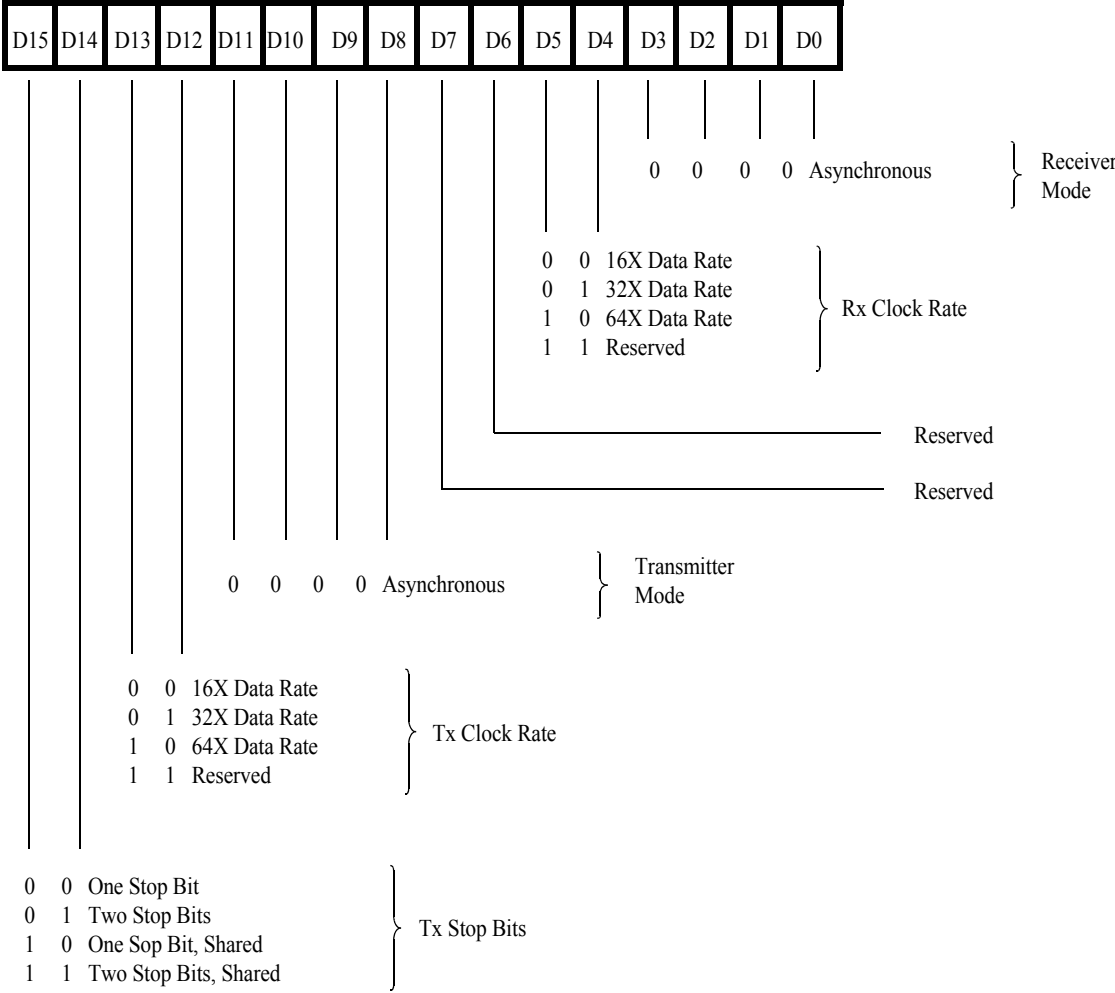 D15 D14 D13 D12 D11 D10 D9 D8 D7 D6 D5 D4 D3 D2 D1 D0
0 0 0 0 Asynchronous
Receiver
Mode
0 0 16X Data Rate
0 1 32X Data Rate
1 0 64X Data Rate
1 1 Reserved
Rx Clock Rate
Reserved
Reserved
0 0 0 0 Asynchronous
Transmitter
Mode
0 0 16X Data Rate
0 1 32X Data Rate
1 0 64X Data Rate
1 1 Reserved
Tx Clock Rate
0 0 One Stop Bit
0 1 Two Stop Bits
1 0 One Sop Bit, Shared
1 1 Two Stop Bits, Shared
Tx Stop Bits